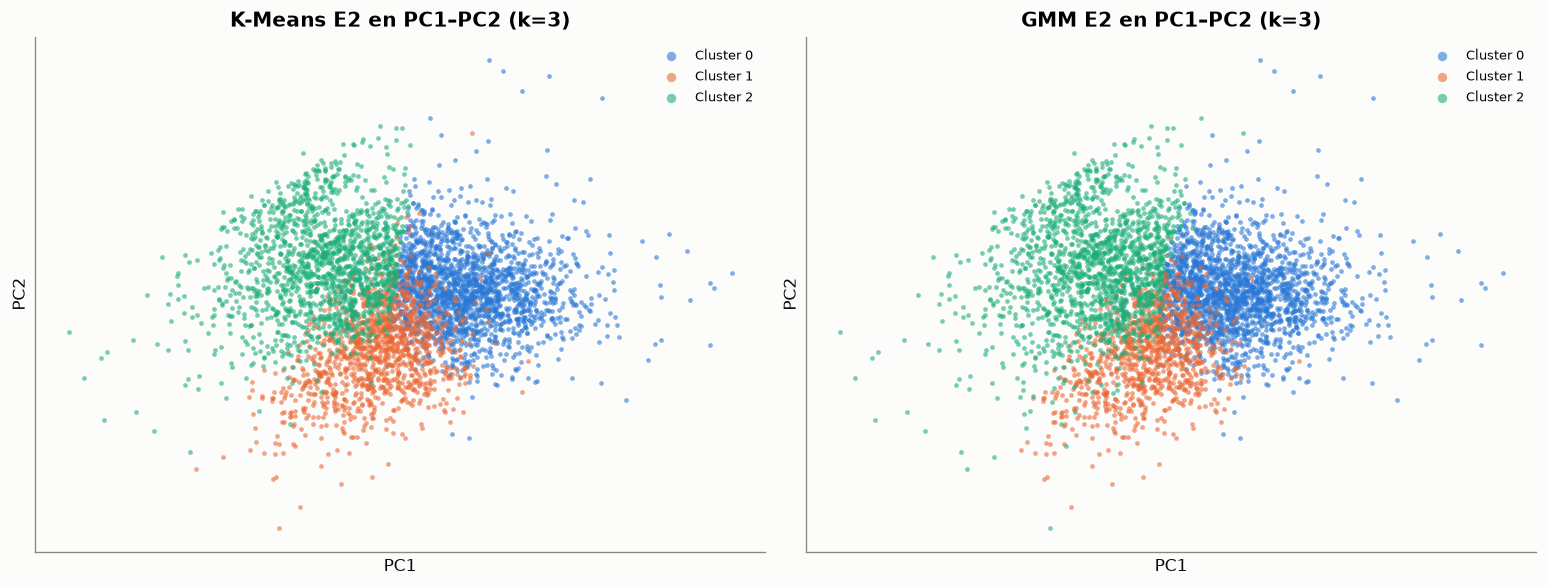 K-Means E2 en PC1–PC2 (k=3)
Cluster 0
Cluster 1
Cluster 2
PC2
PC1
GMM E2 en PC1–PC2 (k=3)
Cluster 0
Cluster 1
Cluster 2
PC2
PC1